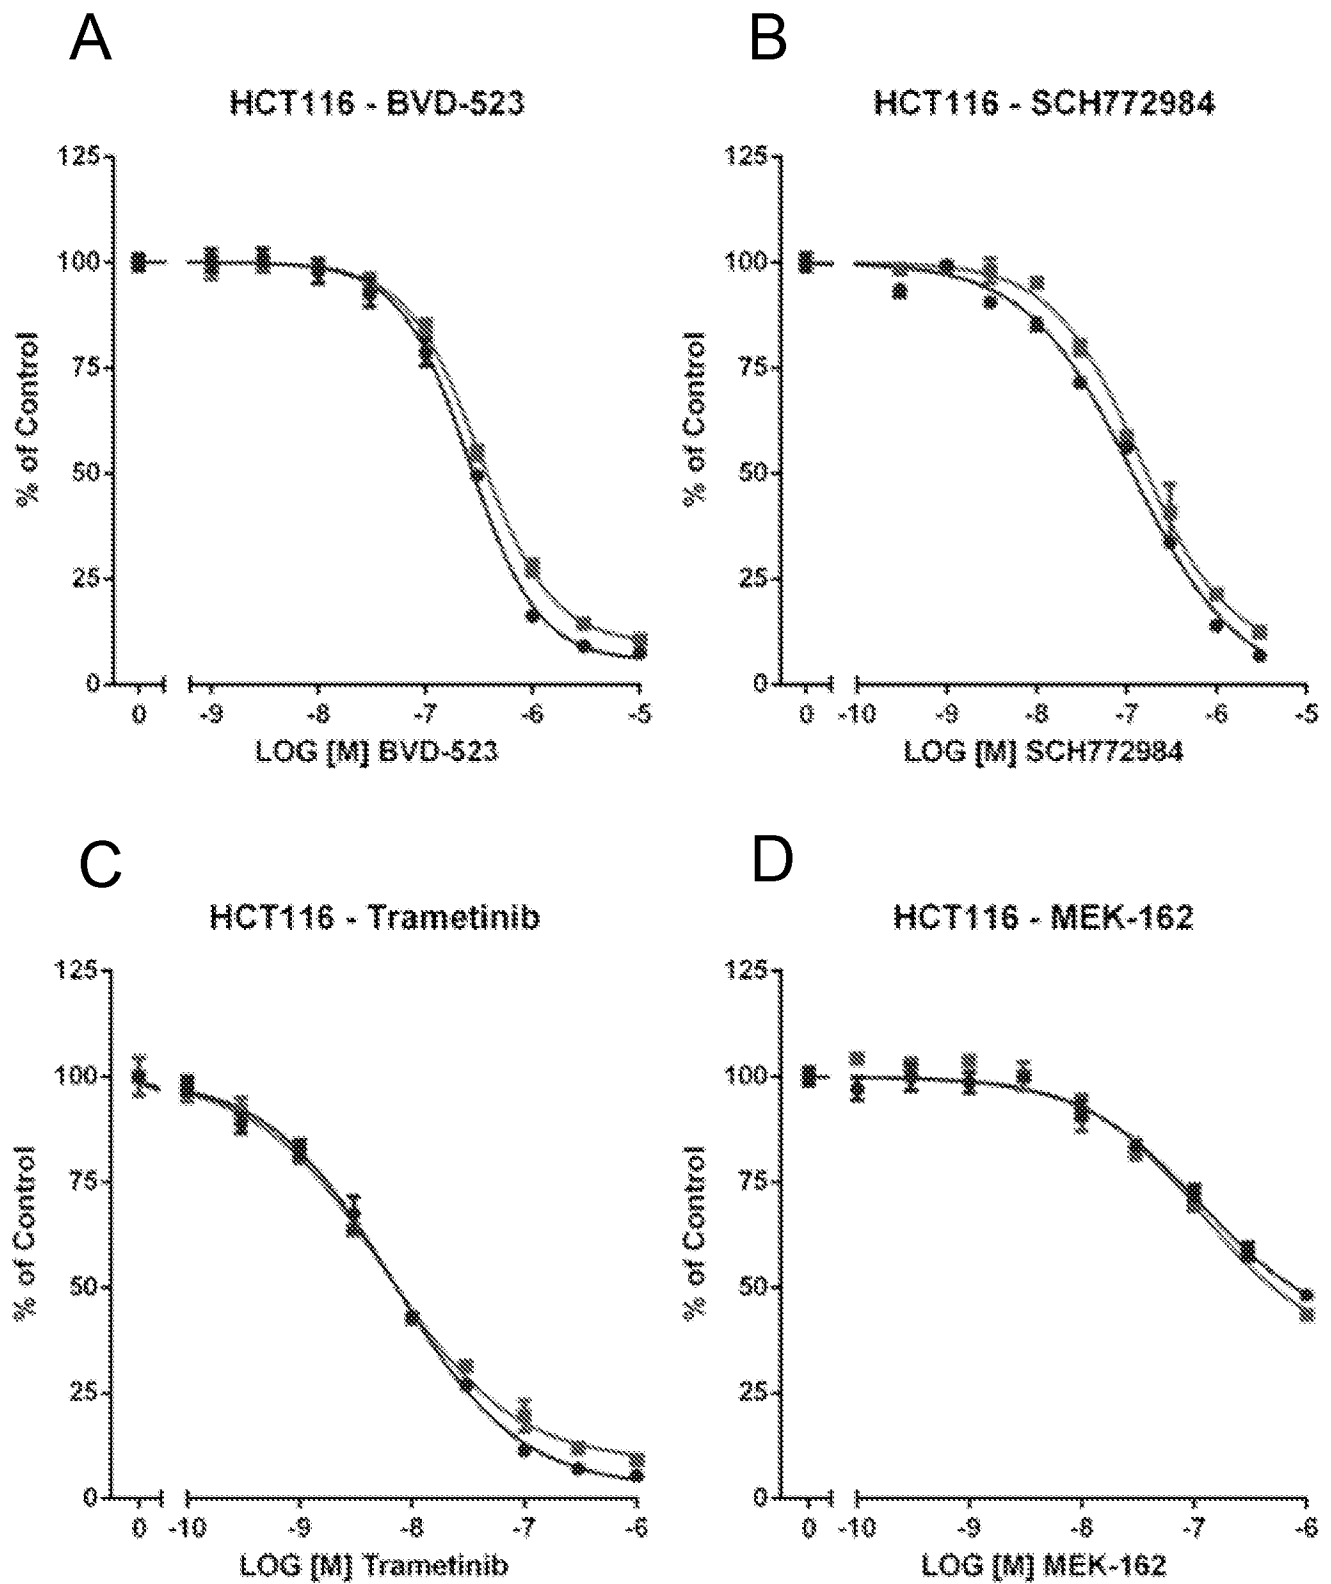 A
HCT116 - BVD-523
% of Control
125
100
75
50
25
0
0 -9 -8 -7 -6 -5
LOG [M] BVD-523
B
HCT116 - SCH772984
% of Control
125
100
75
50
25
0
0 -10 -9 -8 -7 -6 -5
LOG [M] SCH772984
C
HCT116 - Trametinib
% of Control
125
100
75
50
25
0
0 -10 -9 -8 -7 -6
LOG [M] Trametinib
D
HCT116 - MEK-162
% of Control
125
100
75
50
25
0
0 -10 -9 -8 -7 -6
LOG [M] MEK-162